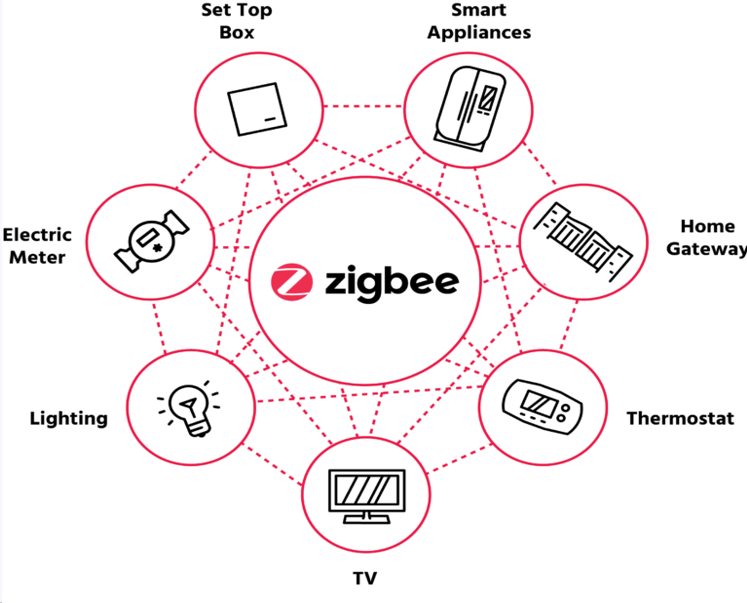 Set Top
Box
Smart
Appliances
Electric
Meter
Home
Gateway
zigbee
Lighting
Thermostat
TV